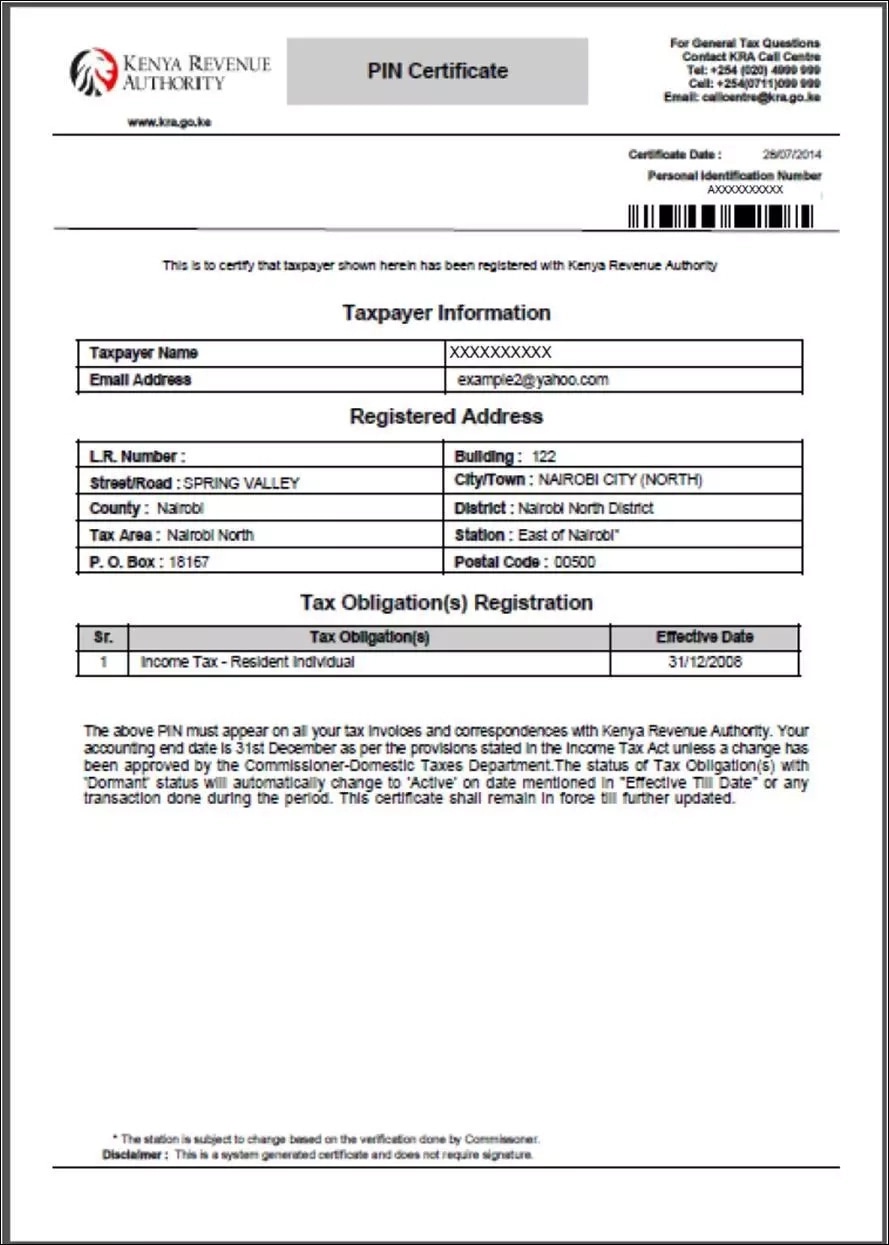 KENYA REVENUE
AUTHORITY
www.kra.go.ke
PIN Certificate
For General Tax Questions
Contact KRA Call Centre
Tel: +254 (020) 4999 999
Cell: +254(0711)099 999
Email: callcentre@kra.go.ke
Certificate Date : 28/07/2014
Personal Identification Number
AXXXXXXXXXX
This is to certify that taxpayer shown herein has been registered with Kenya Revenue Authority
Taxpayer Information
Taxpayer Name XXXXXXXXXX
Email Address example2@yahoo.com
Registered Address
L.R. Number : Building : 122
Street/Road : SPRING VALLEY City/Town : NAIROBI CITY (NORTH)
County : Nairobi District : Nairobi North District
Tax Area : Nairobi North Station : East of Nairobi*
P. O. Box : 18167 Postal Code : 00500
Tax Obligation(s) Registration
Sr. Tax Obligation(s) Effective Date
1 Income Tax - Resident Individual 31/12/2008
The above PIN must appear on all your tax invoices and correspondences with Kenya Revenue Authority. Your
accounting end date is 31st December as per the provisions stated in the Income Tax Act unless a change has
been approved by the Commissioner-Domestic Taxes Department.The status of Tax Obligation(s) with
'Dormant' status will automatically change to 'Active' on date mentioned in "Effective Till Date" or any
transaction done during the period. This certificate shall remain in force till further updated.
* The station is subject to change based on the verification done by Commissioner.
Disclaimer : This is a system generated certificate and does not require signature.